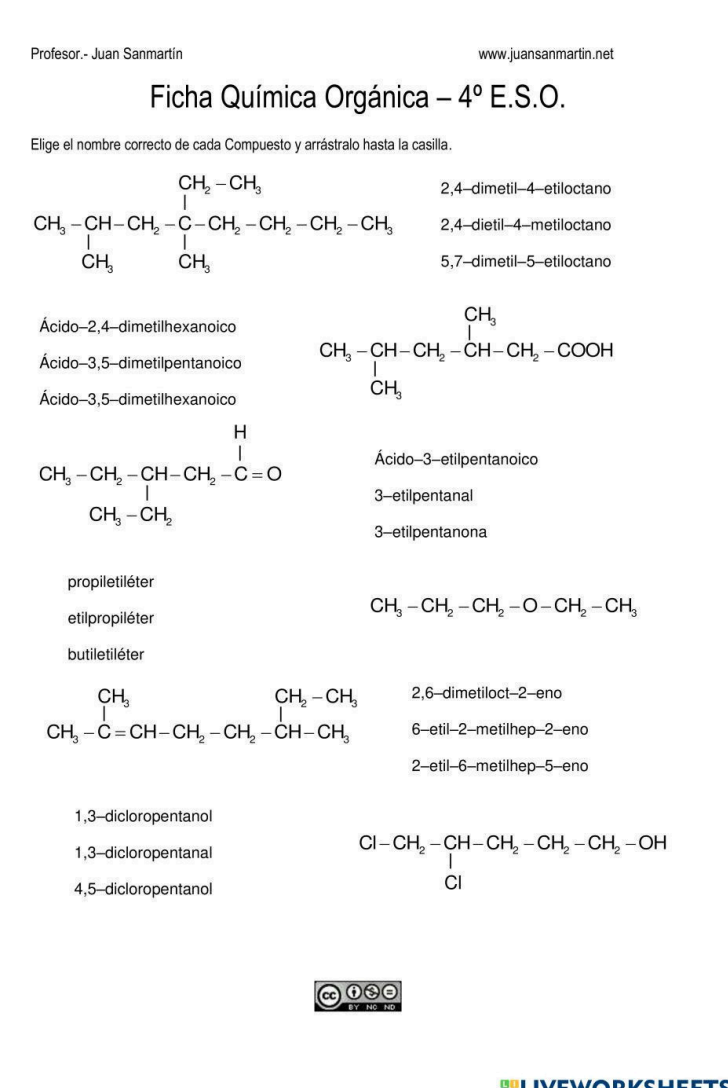 Profesor.- Juan Sanmartín
www.juansanmartin.net
Ficha Química Orgánica – 4º E.S.O.
Elige el nombre correcto de cada Compuesto y arrástralo hasta la casilla.
CH₂ – CH₃
CH₃ – CH – CH₂ – C – CH₂ – CH₂ – CH₂ – CH₃
CH₃ CH₃
2,4–dimetil–4–etiloctano
2,4–dietil–4–metiloctano
5,7–dimetil–5–etiloctano
Ácido–2,4–dimetilhexanoico
Ácido–3,5–dimetilpentanoico
Ácido–3,5–dimetilhexanoico
CH₃
CH₃ – CH – CH₂ – CH – CH₂ – COOH
CH₃
H
CH₃ – CH₂ – CH – CH₂ – C = O
CH₃ – CH₂
Ácido–3–etilpentanoico
3–etilpentanal
3–etilpentanona
propiletiléter
etilpropiléter
butiletiléter
CH₃ – CH₂ – CH₂ – O – CH₂ – CH₃
CH₃ CH₂ – CH₃
CH₃ – C = CH – CH₂ – CH₂ – CH – CH₃
2,6–dimetiloct–2–eno
6–etil–2–metilhep–2–eno
2–etil–6–metilhep–5–eno
1,3–dicloropentanol
1,3–dicloropentanal
4,5–dicloropentanol
Cl – CH₂ – CH – CH₂ – CH₂ – CH₂ – OH
Cl
cc
BY NC ND
LIVEWORKSHEETS